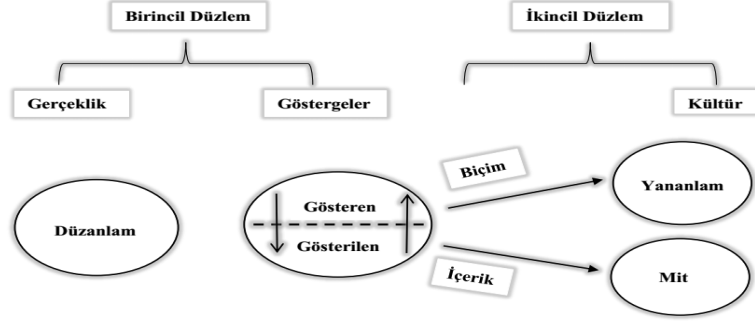 Birincil Düzlem
İkincil Düzlem
Gerçeklik
Göstergeler
Kültür
Düzanlam
Gösteren
Gösterilen
Biçim
İçerik
Yananlam
Mit